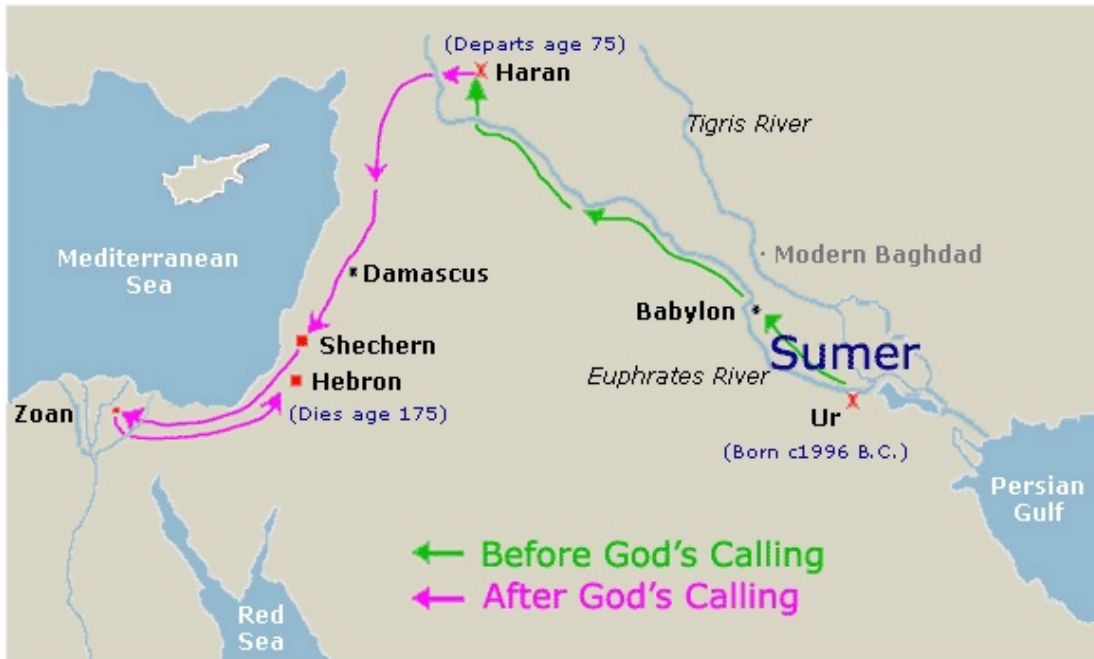 (Departs age 75)
Haran
Tigris River
Mediterranean
Sea
Modern Baghdad
Damascus
Babylon
Sumer
Shechern
Euphrates River
Hebron
Zoan
(Dies age 175)
Ur
(Born c1996 B.C.)
Persian
Gulf
Before God's Calling
After God's Calling
Red
Sea